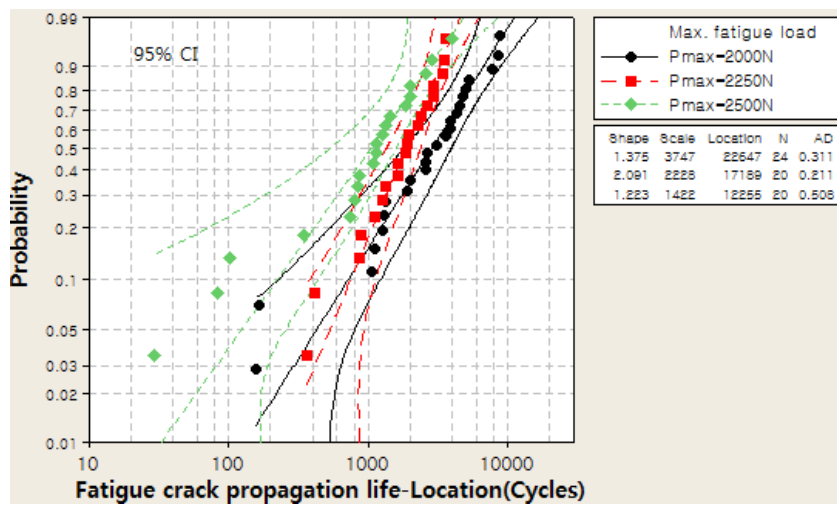 0.99
95% CI
0.9
0.8
0.7
0.6
0.5
0.4
0.3
0.2
0.1
0.05
0.03
0.02
0.01
Probability
10
100
1000
10000
Fatigue crack propagation life-Location(Cycles)
Max. fatigue load
Pmax-2000N
Pmax-2250N
Pmax-2500N
Shape Scale Location N AD
1.375 3747 22647 24 0.311
2.091 2228 17189 20 0.211
1.223 1422 12255 20 0.508